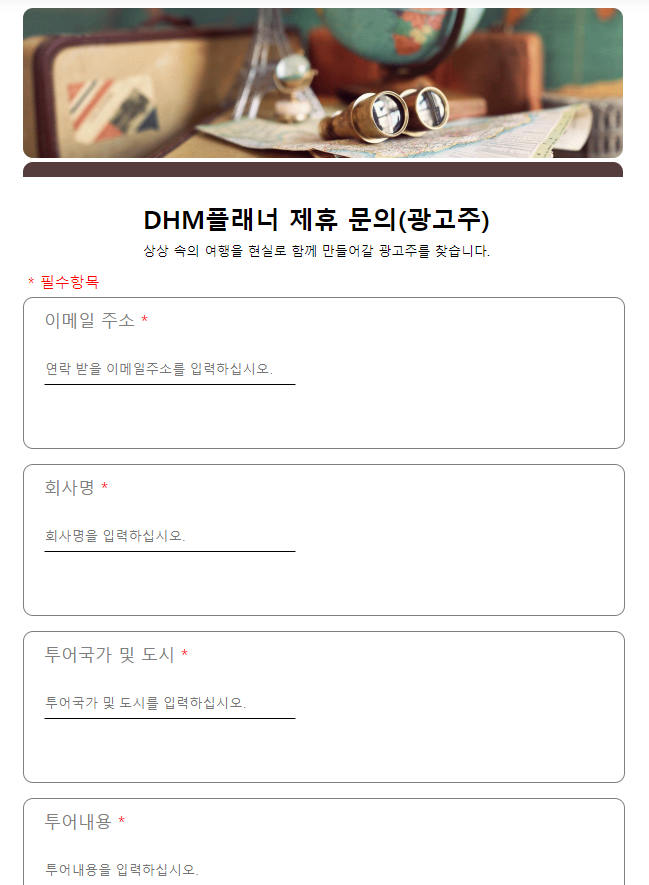 DHM플래너 제휴 문의(광고주)
상상 속의 여행을 현실로 함께 만들어갈 광고주를 찾습니다.
* 필수항목
이메일 주소 *
연락 받을 이메일주소를 입력하십시오.
회사명 *
회사명을 입력하십시오.
투어국가 및 도시 *
투어국가 및 도시를 입력하십시오.
투어내용 *
투어내용을 입력하십시오.